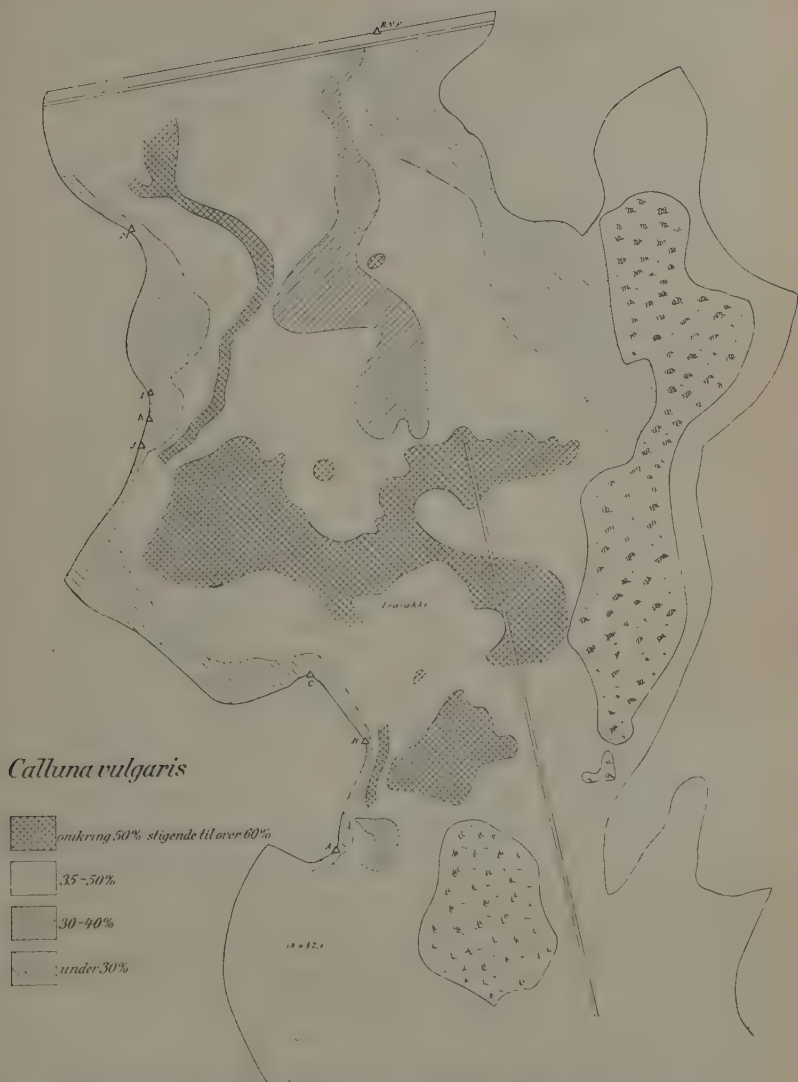 C
B
A
Calluna vulgaris
omkring 50% stigende til over 60%
35-50%
30-40%
under 30%